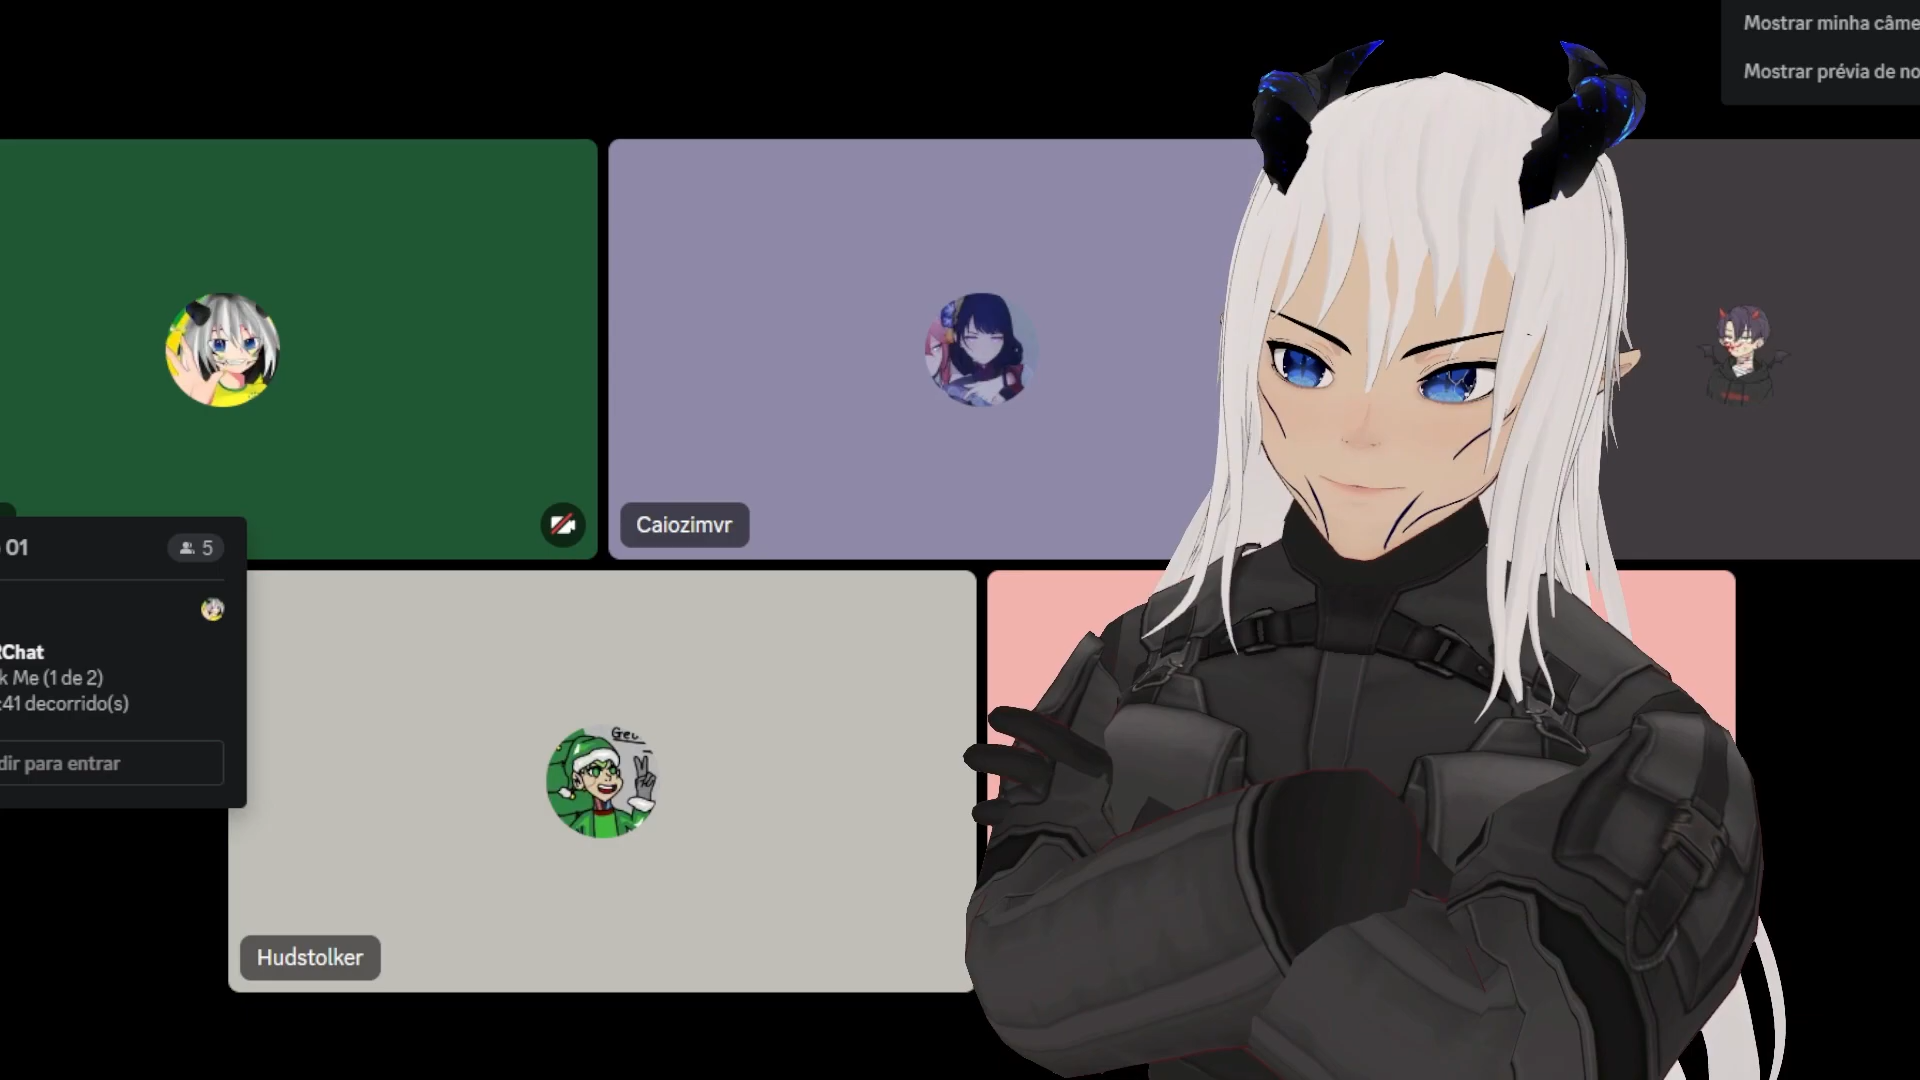 Mostrar minha câme
Mostrar prévia de no
Caiozimvr
01
5
Chat
k Me (1 de 2)
:41 decorrido(s)
dir para entrar
Geu
Hudstolker